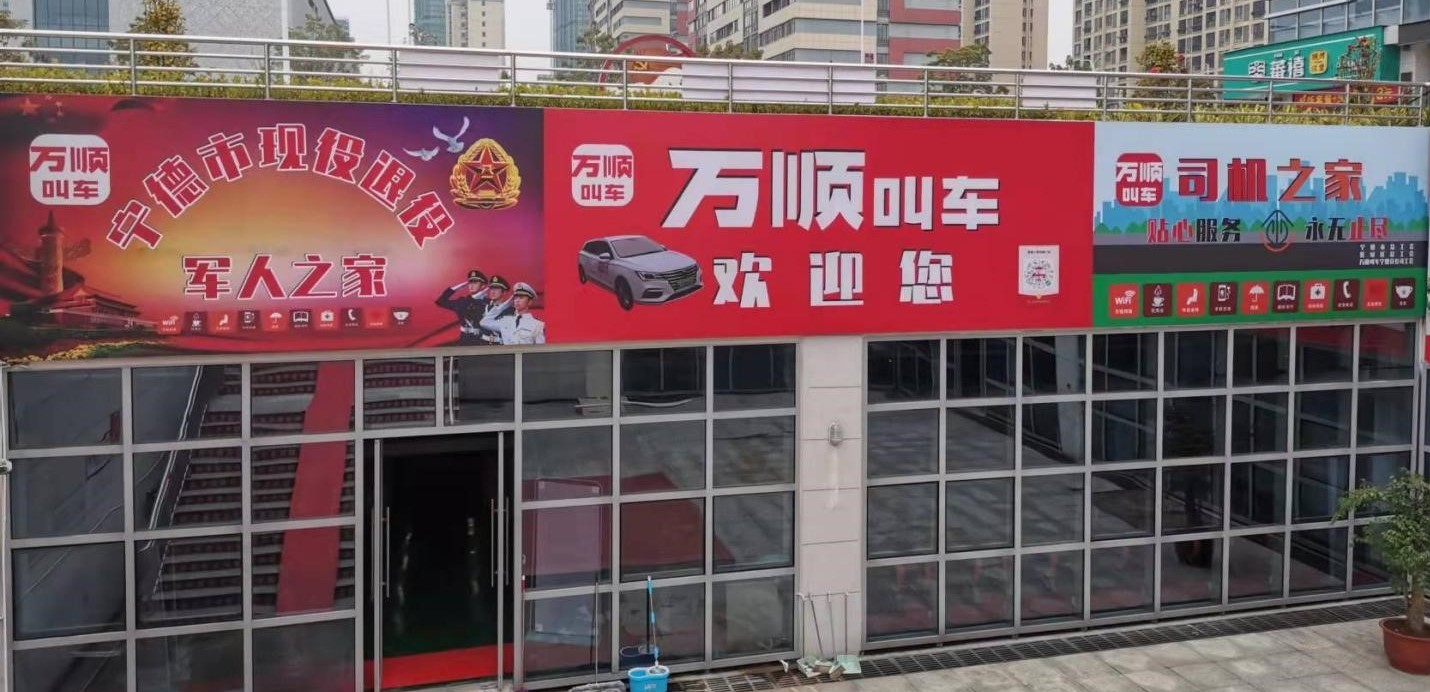 万顺
叫车
宁德市现役退役
军人之家
WiFi
万顺
叫车
万顺叫车
欢迎您
万顺
叫车
司机之家
贴心服务 永无止尽
WiFi